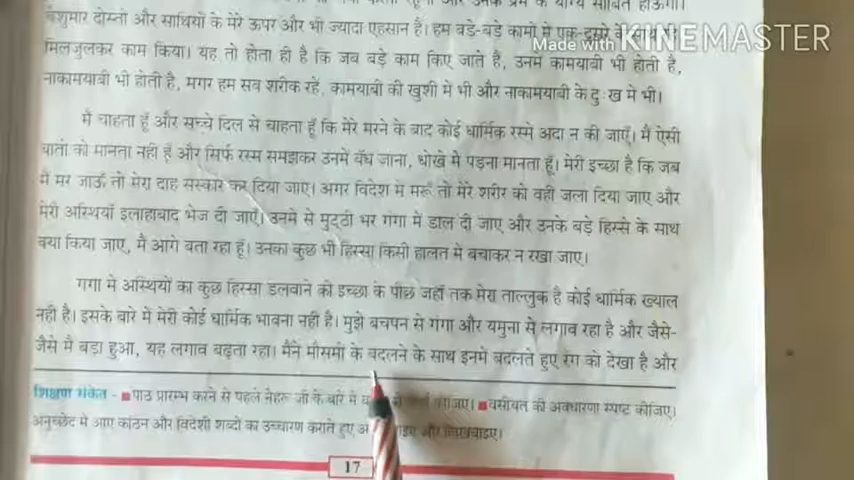 बेशुमार दोस्तों और साथियों के मेरे ऊपर और भी ज्यादा एहसान हैं। हम बड़े-बड़े कामों में एक-दूसरे के साथ
Made with KINEMASTER
मिलजुलकर काम किया। यह तो होता ही है कि जब बड़े काम किए जाते हैं, उनमें कामयाबी भी होती है,
नाकामयाबी भी होती है, मगर हम सब शरीक रहे, कामयाबी की खुशी में भी और नाकामयाबी के दुःख में भी।
मैं चाहता हूँ और सच्चे दिल से चाहता हूँ कि मेरे मरने के बाद कोई धार्मिक रस्में अदा न की जाएँ। मैं ऐसी
बातों को मानता नहीं हूँ और सिर्फ रस्म समझकर उनमें बँध जाना, धोखे में पड़ना मानता हूँ। मेरी इच्छा है कि जब
मैं मर जाऊँ तो मेरा दाह संस्कार कर दिया जाए। अगर विदेश में मरूँ तो मेरे शरीर को वहीं जला दिया जाए और
मेरी अस्थियाँ इलाहाबाद भेज दी जाएँ। उनमें से मुट्ठी भर गंगा में डाल दी जाए और उनके बड़े हिस्से के साथ
क्या किया जाए, मैं आगे बता रहा हूँ। उनका कुछ भी हिस्सा किसी हालत में बचाकर न रखा जाए।
गंगा में अस्थियों का कुछ हिस्सा डलवाने की इच्छा के पीछे जहाँ तक मेरा ताल्लुक है कोई धार्मिक ख्याल
नहीं है। इसके बारे में मेरी कोई धार्मिक भावना नहीं है। मुझे बचपन से गंगा और यमुना से लगाव रहा है और जैसे-
जैसे मैं बड़ा हुआ, यह लगाव बढ़ता रहा। मैंने मौसमों के बदलने के साथ इनमें बदलते हुए रंग को देखा है और
शिक्षण संकेत - ■ पाठ प्रारम्भ करने से पहले नेहरू जी के बारे में कीजिए। ■ वसीयत की अवधारणा स्पष्ट कीजिए।
अनुच्छेद में आए कठिन और विदेशी शब्दों का उच्चारण कराते हुए और लिखवाइए।
17